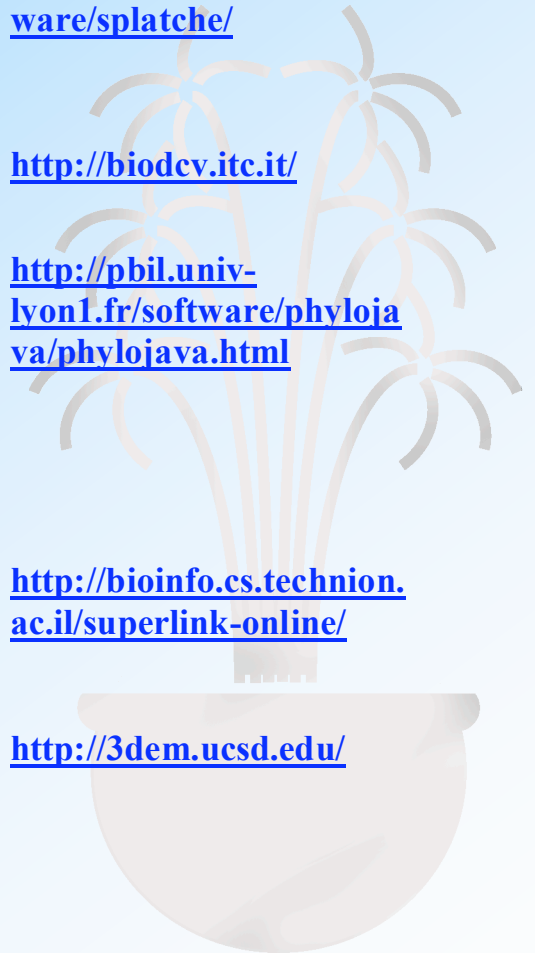 ware/splatche/
http://biodcv.itc.it/
http://pbil.univ-
lyon1.fr/software/phyloja
va/phylojava.html
http://bioinfo.cs.technion.
ac.il/superlink-online/
http://3dem.ucsd.edu/